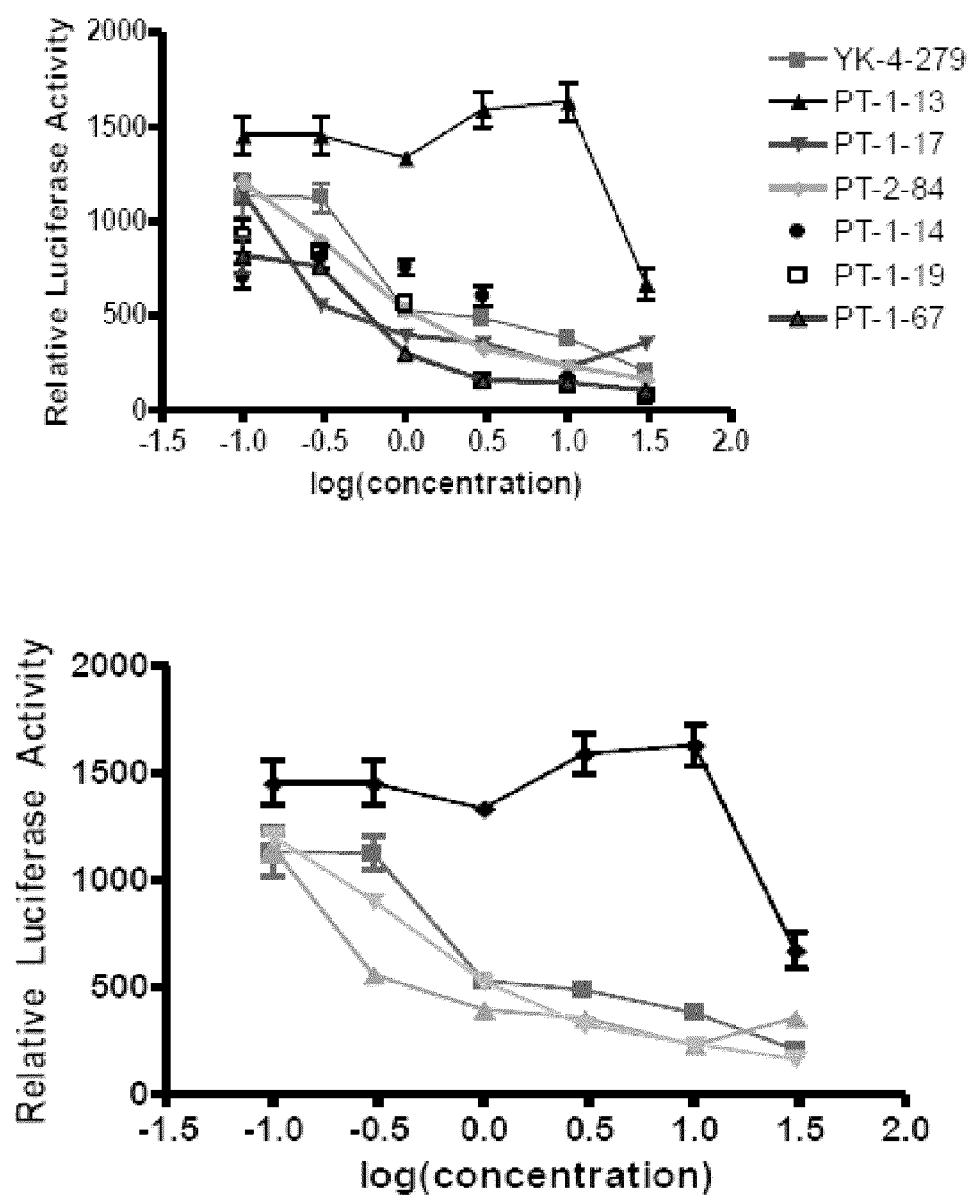 Relative Luciferase Activity
2000
1500
1000
500
0
-1.5 -1.0 -0.5 0.0 0.5 1.0 1.5 2.0
log(concentration)
YK-4-279
PT-1-13
PT-1-17
PT-2-84
PT-1-14
PT-1-19
PT-1-67
Relative Luciferase Activity
2000
1500
1000
500
0
-1.5 -1.0 -0.5 0.0 0.5 1.0 1.5 2.0
log(concentration)